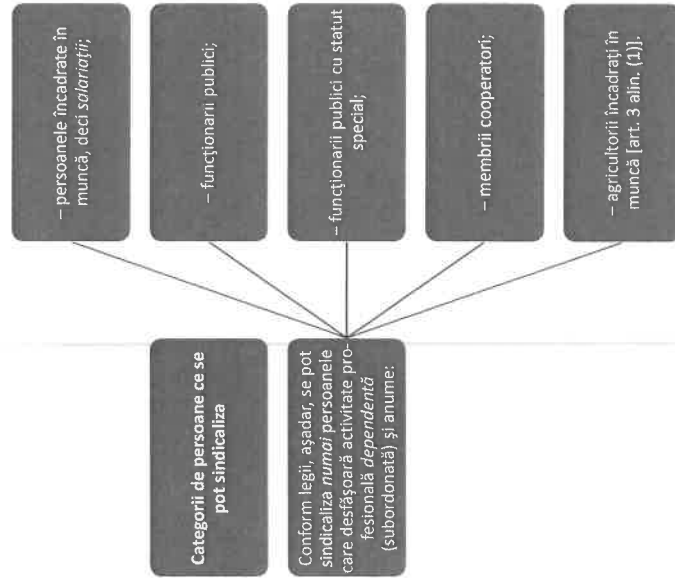 Categorii de persoane ce se
pot sindicaliza
Conform legii, așadar, se pot
sindicaliza numai persoanele
care desfășoară activitate pro-
fesională dependentă
(subordonată) și anume:
– persoanele încadrate în
muncă, deci salariații;
– funcționarii publici;
– funcționarii publici cu statut
special;
– membrii cooperatori;
– agricultorii încadrați în
muncă [art. 3 alin. (1)].